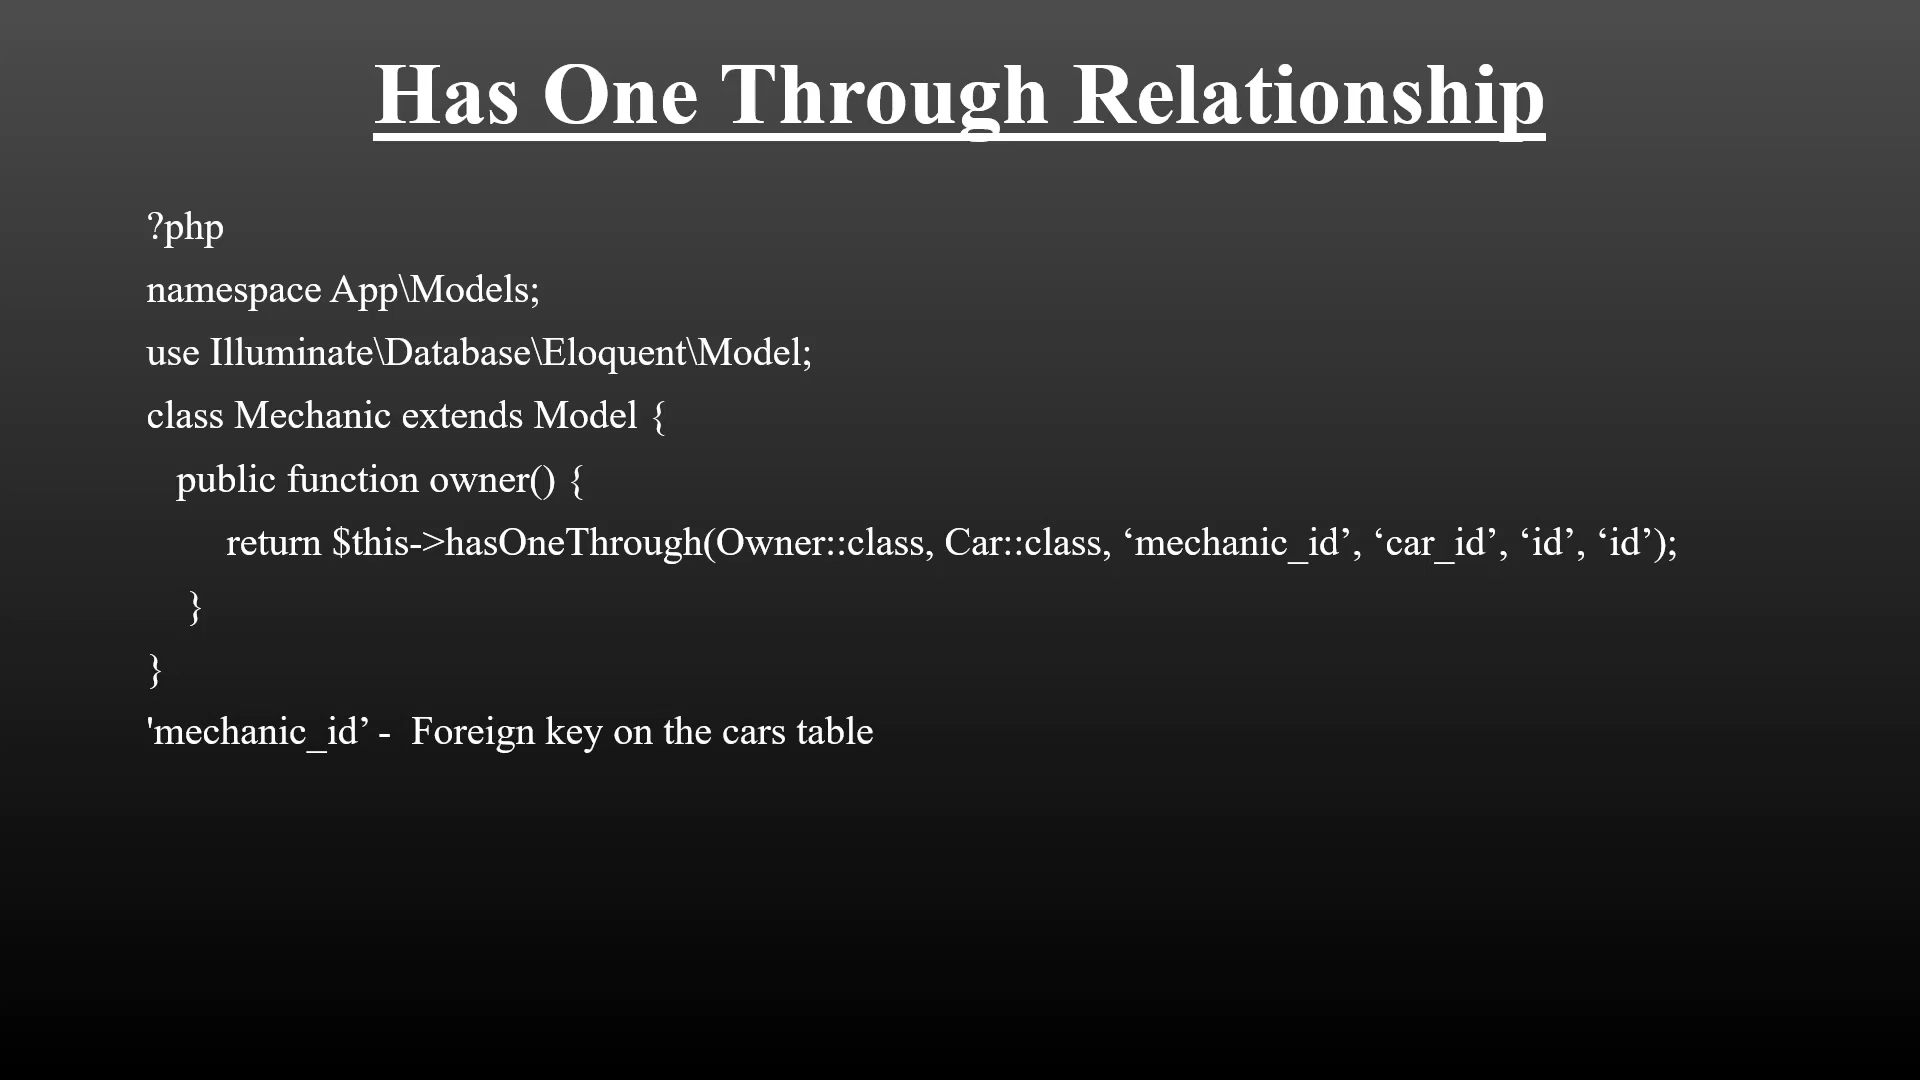 Has One Through Relationship
?php
namespace App\Models;
use Illuminate\Database\Eloquent\Model;
class Mechanic extends Model {
public function owner() {
return $this->hasOneThrough(Owner::class, Car::class, ‘mechanic_id’, ‘car_id’, ‘id’, ‘id’);
}
}
'mechanic_id’ -  Foreign key on the cars table